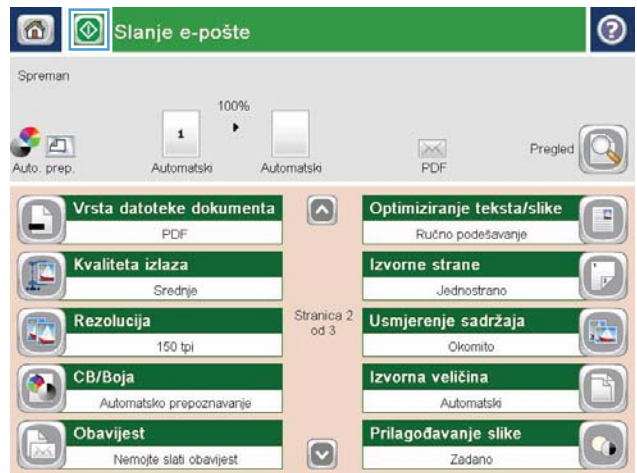 Slanje e-pošte
Spreman
100%
1
Auto. prep.
Automatski
Automatski
PDF
Pregled
Vrsta datoteke dokumenta
PDF
Kvaliteta izlaza
Srednje
Rezolucija
150 tpi
CB/Boja
Automatsko prepoznavanje
Obavijest
Nemojte slati obavijest
Stranica 2
od 3
Optimiziranje teksta/slike
Ručno podešavanje
Izvorne strane
Jednostrano
Usmjerenje sadržaja
Okomito
Izvorna veličina
Automatski
Prilagođavanje slike
Zadano